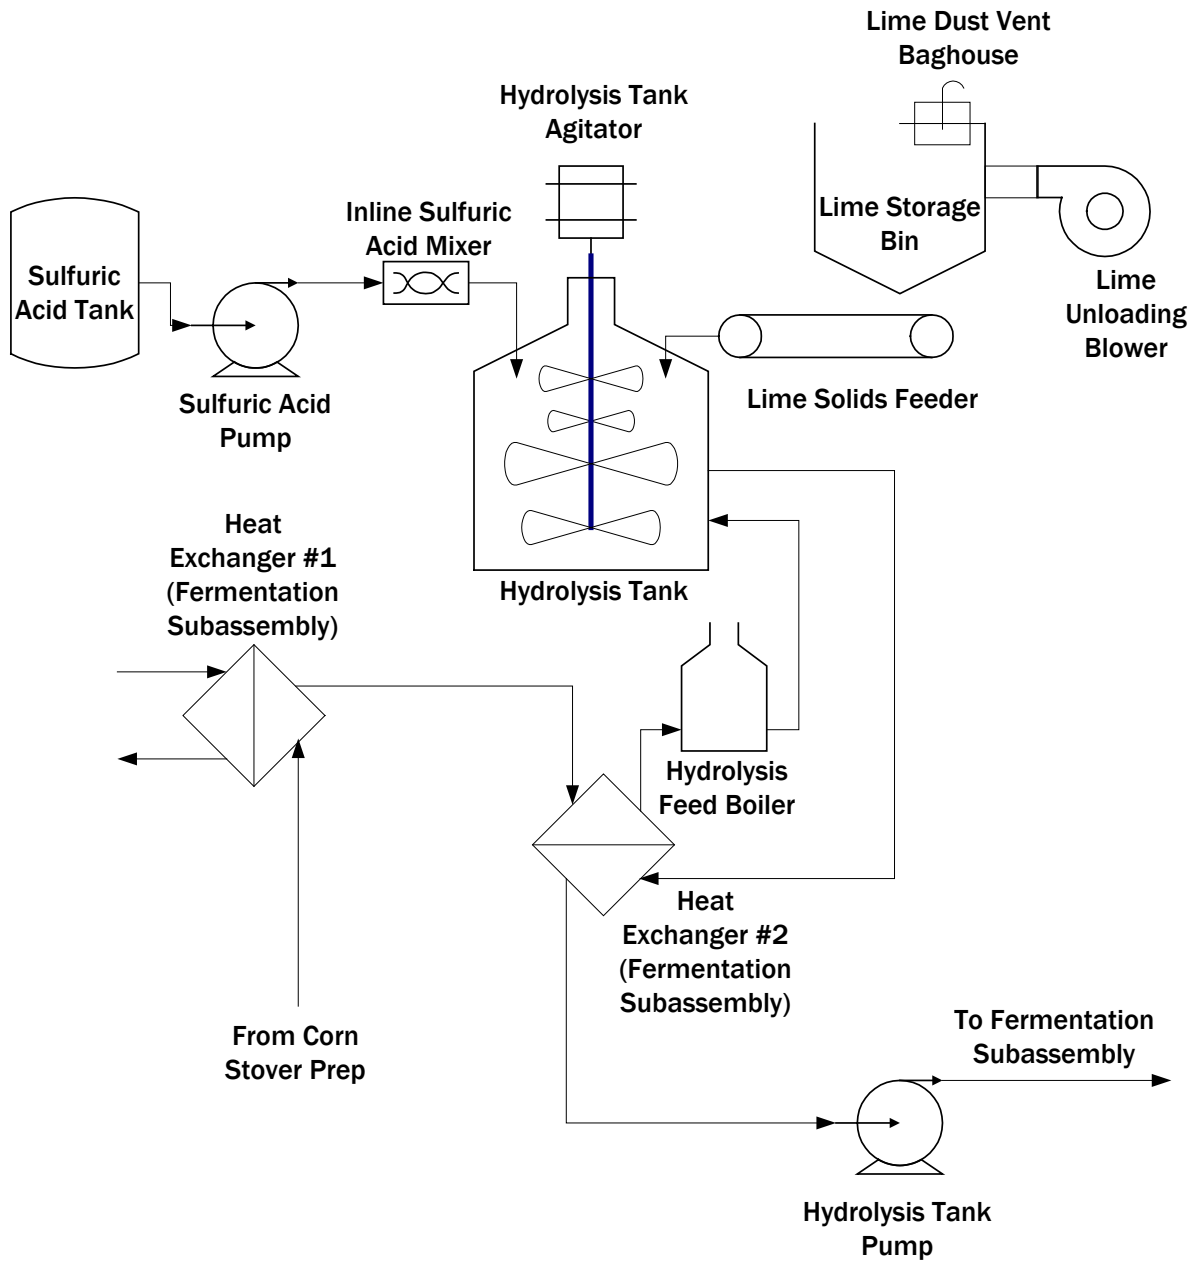 Lime Dust Vent
Baghouse
Hydrolysis Tank
Agitator
Inline Sulfuric
Acid Mixer
Lime Storage
Bin
Sulfuric
Acid Tank
Lime
Unloading
Blower
Sulfuric Acid
Pump
Lime Solids Feeder
Heat
Exchanger #1
(Fermentation
Subassembly)
Hydrolysis Tank
Hydrolysis
Feed Boiler
Heat
Exchanger #2
(Fermentation
Subassembly)
From Corn
Stover Prep
To Fermentation
Subassembly
Hydrolysis Tank
Pump